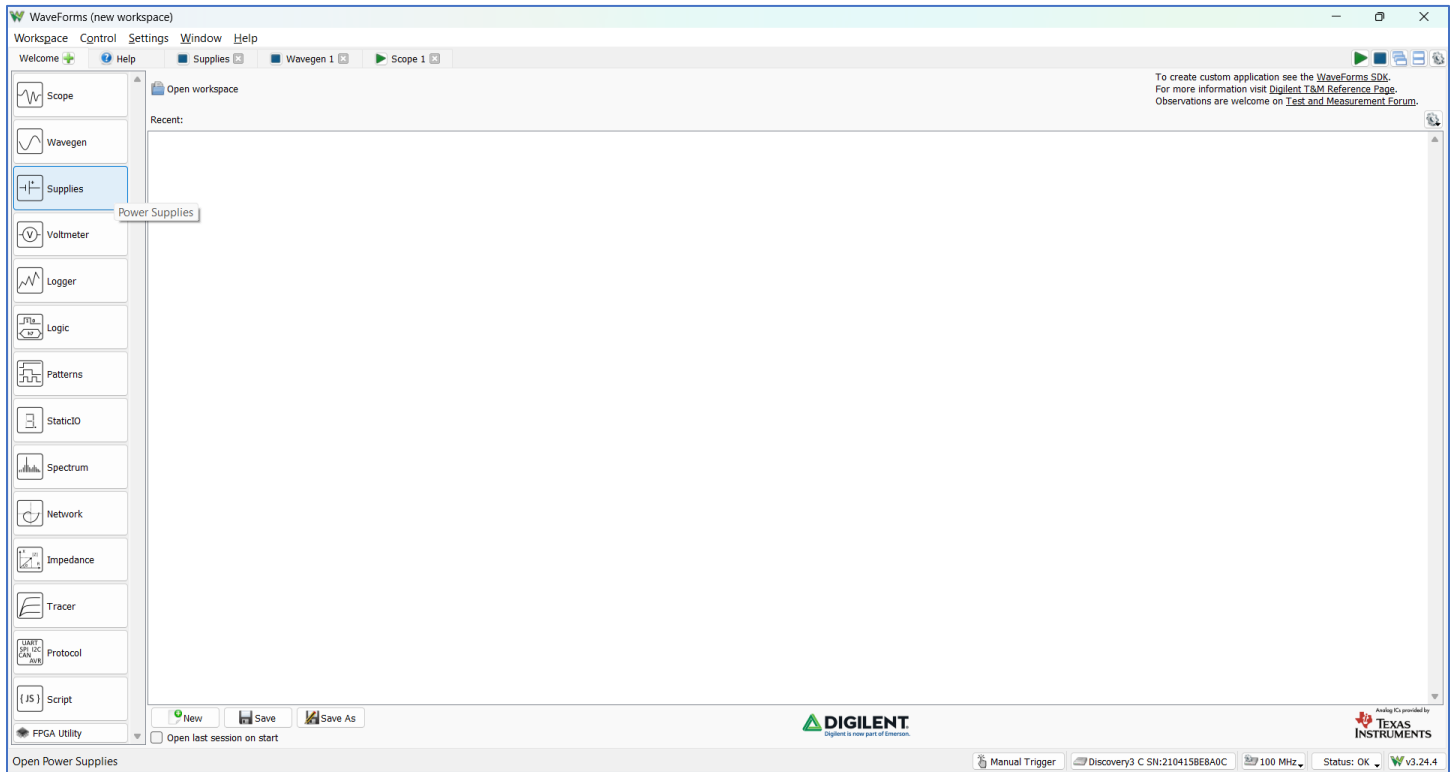 WaveForms (new workspace)
Workspace Control Settings Window Help
Welcome Help Supplies Wavegen 1 Scope 1
Open workspace
To create custom application see the WaveForms SDK.
For more information visit Digilent T&M Reference Page.
Observations are welcome on Test and Measurement Forum.
Recent:
Scope
Wavegen
Supplies
Power Supplies
V
Voltmeter
Logger
Logic
Patterns
StaticIO
Spectrum
Network
Impedance
Tracer
UART
SPI I2C
CAN
AVR
Protocol
{ JS }
Script
FPGA Utility
New Save Save As
Open last session on start
DIGILENT
Digilent is now part of Emerson.
Analog ICs provided by
TEXAS
INSTRUMENTS
Open Power Supplies
Manual Trigger Discovery3 C SN:210415BE8A0C 100 MHz Status: OK v3.24.4